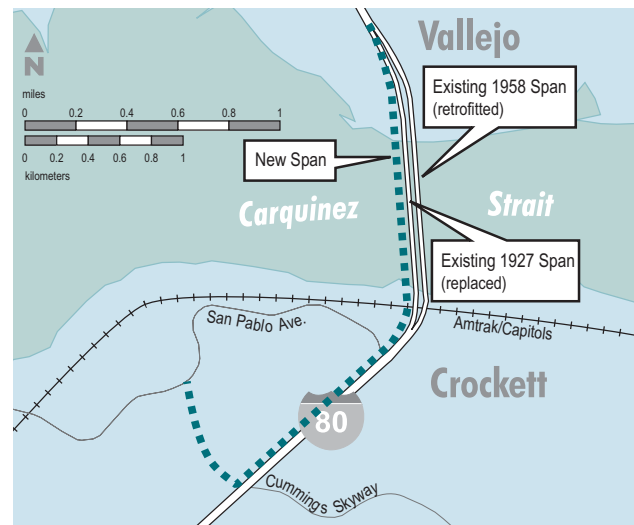 Vallejo
N
miles
0 0.2 0.4 0.6 0.8 1
0 0.2 0.4 0.6 0.8 1
kilometers
Existing 1958 Span
(retrofitted)
New Span
Carquinez Strait
Existing 1927 Span
(replaced)
San Pablo Ave.
Amtrak/Capitols
Crockett
80
Cummings Skyway